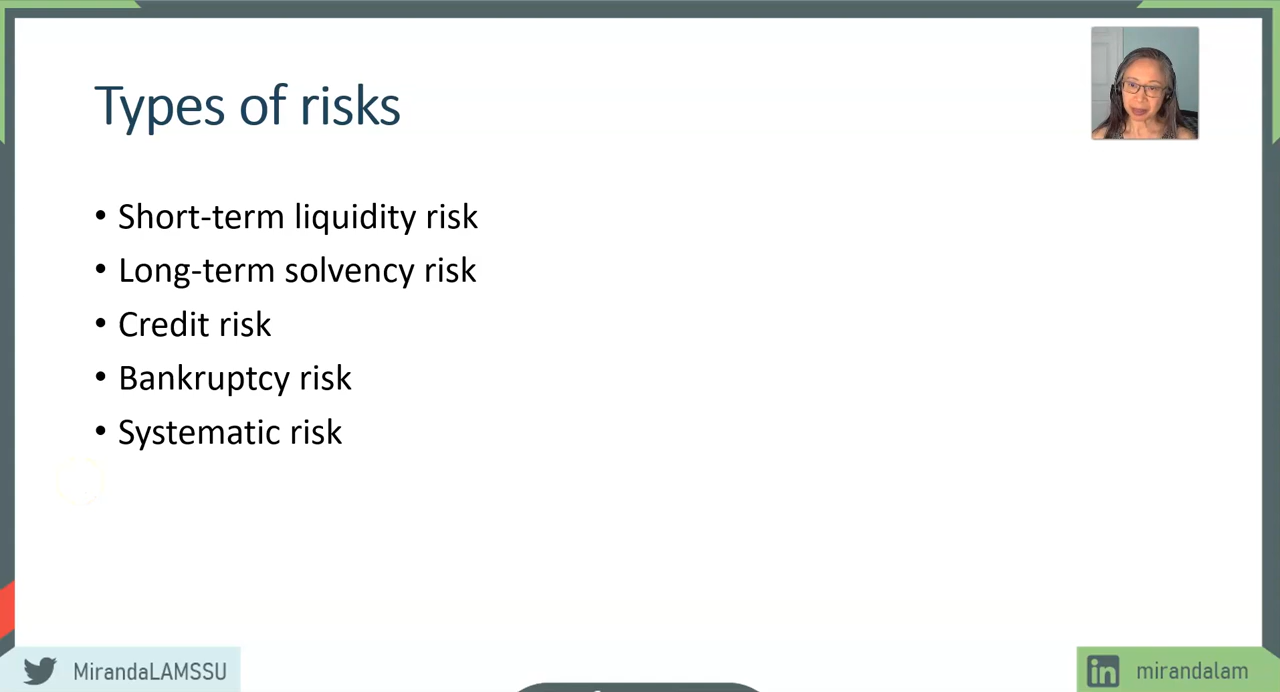 Types of risks
• Short-term liquidity risk
• Long-term solvency risk
• Credit risk
• Bankruptcy risk
• Systematic risk
MirandaLAMSSU
in mirandalam